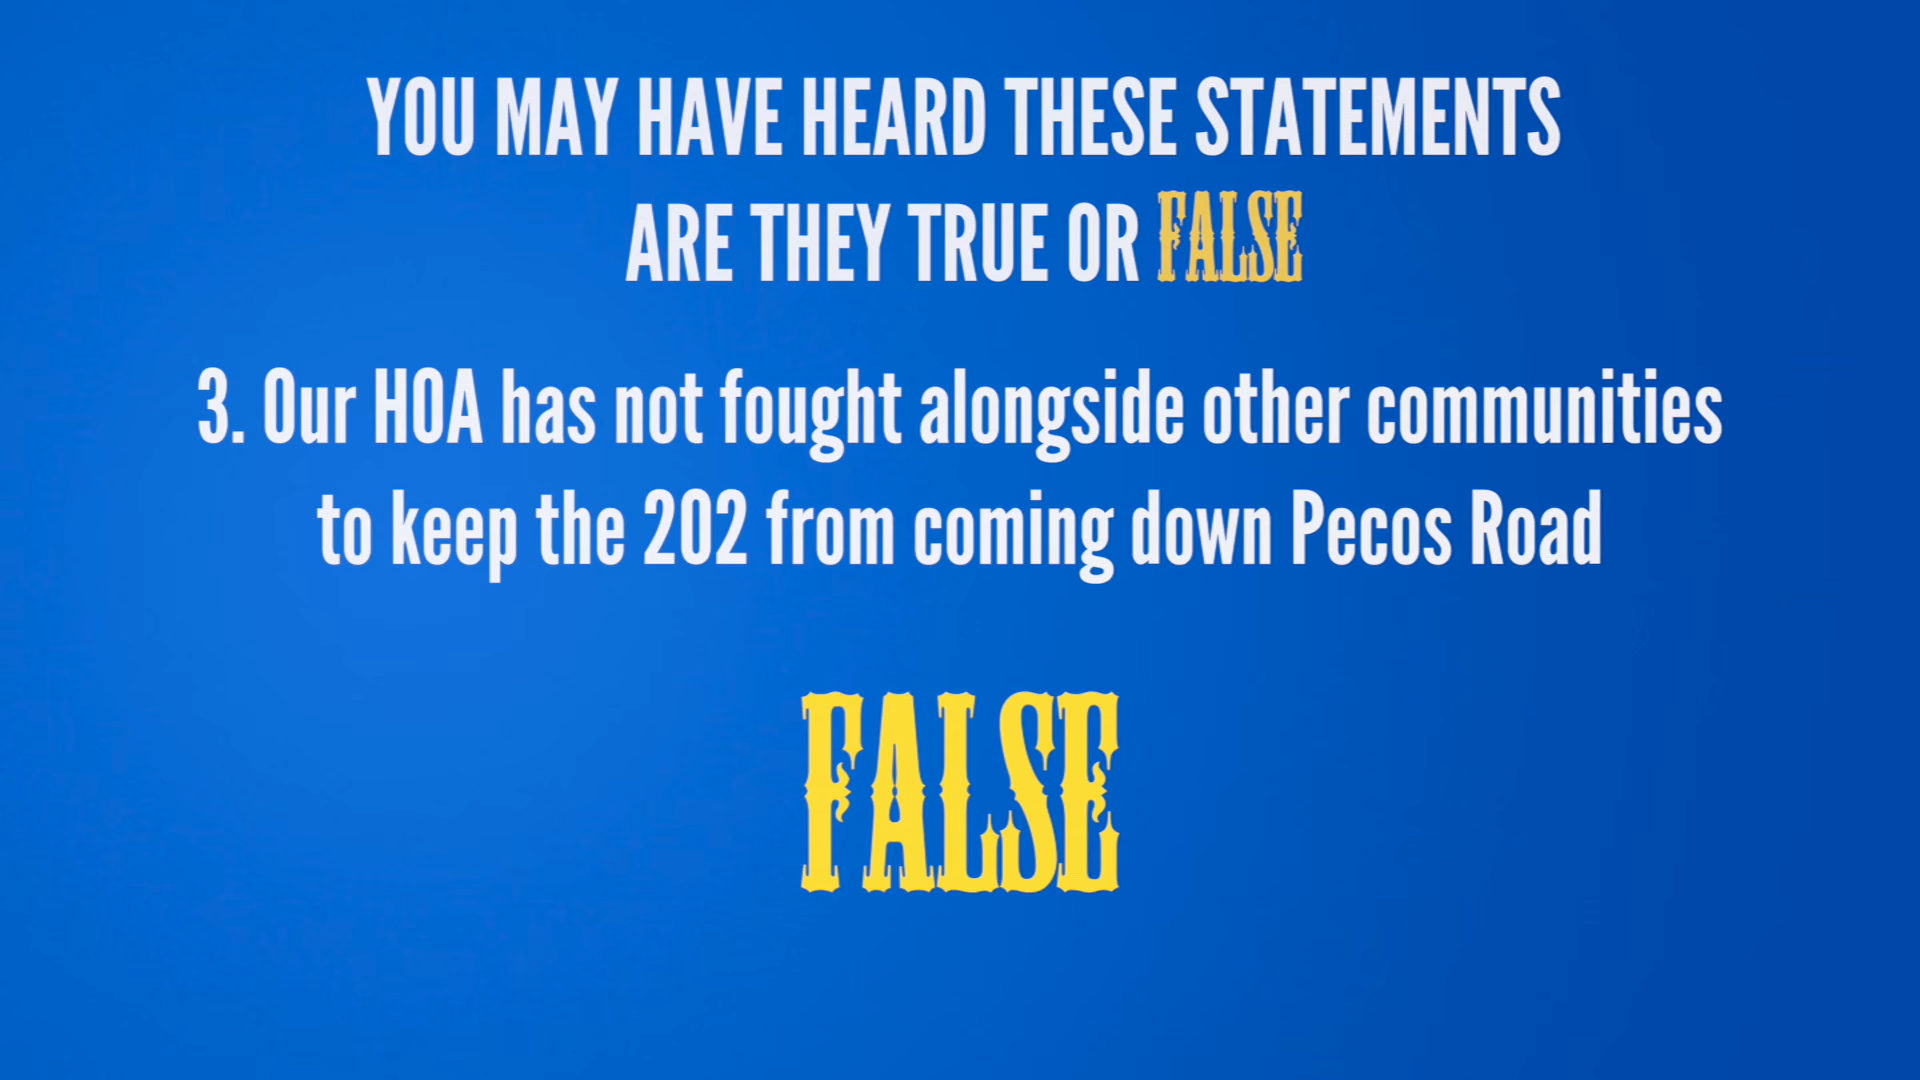 YOU MAY HAVE HEARD THESE STATEMENTS
ARE THEY TRUE OR FALSE
3. Our HOA has not fought alongside other communities
to keep the 202 from coming down Pecos Road
FALSE